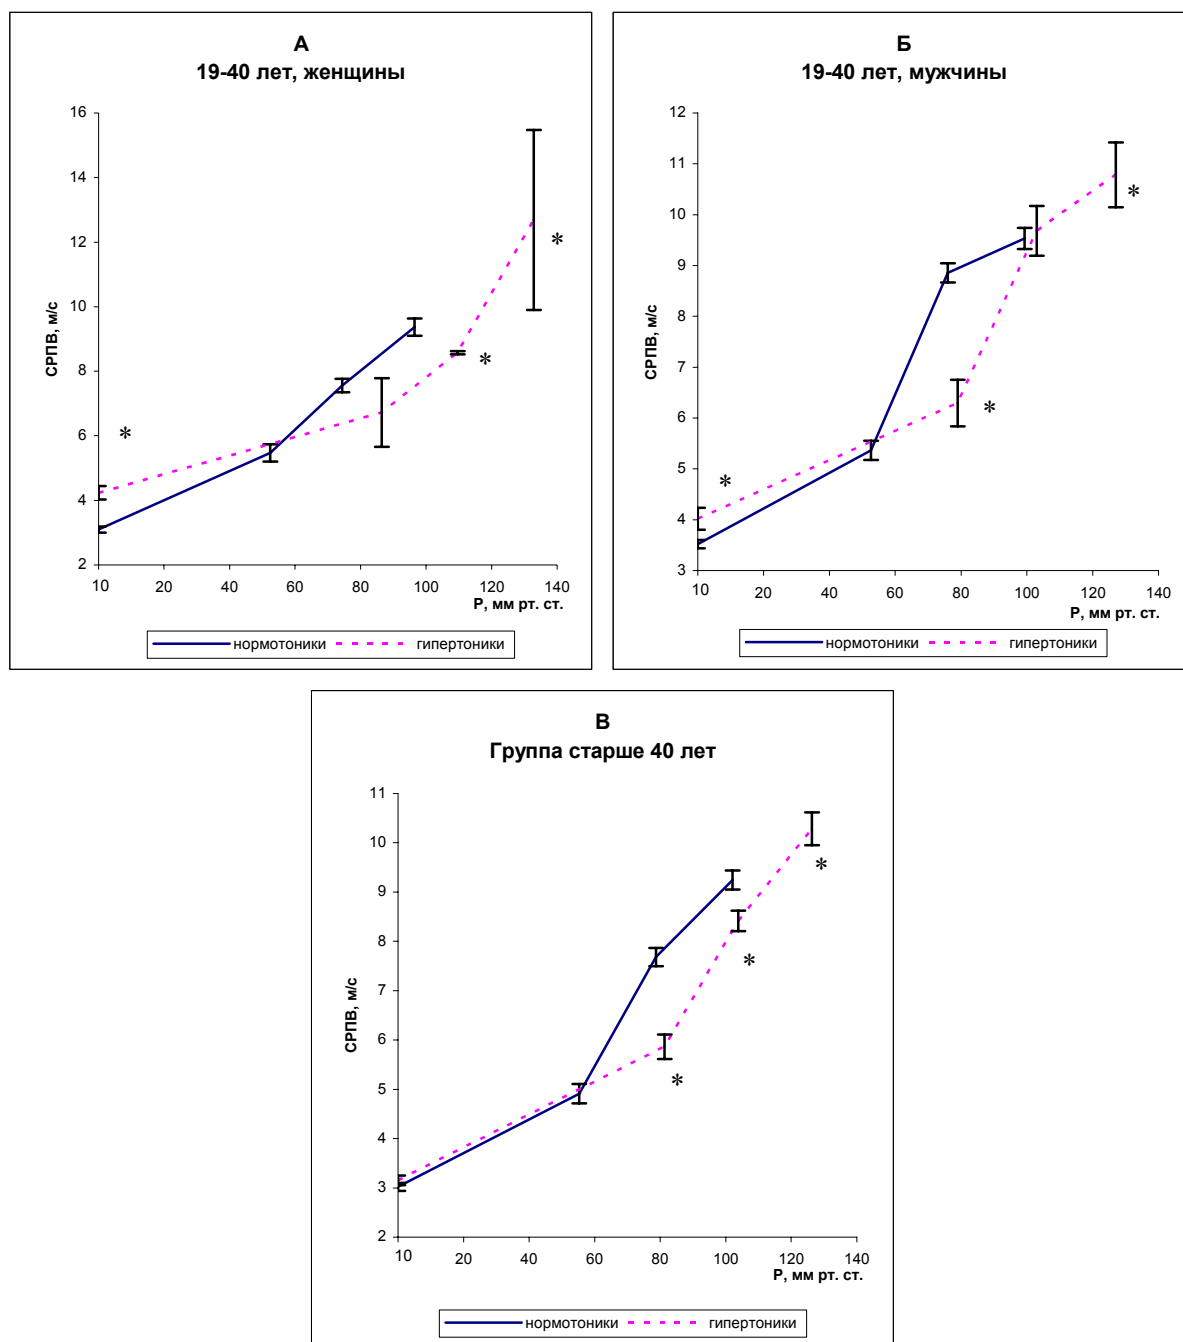 А
19-40 лет, женщины
16
14
12
10
8
6
4
2
СРПВ, м/с
*
*
*
10 20 40 60 80 100 120 140
Р, мм рт. ст.
нормотоники гипертоники
Б
19-40 лет, мужчины
12
11
10
9
8
7
6
5
4
3
СРПВ, м/с
*
*
*
10 20 40 60 80 100 120 140
Р, мм рт. ст.
нормотоники гипертоники
В
Группа старше 40 лет
11
10
9
8
7
6
5
4
3
2
СРПВ, м/с
*
*
*
10 20 40 60 80 100 120 140
Р, мм рт. ст.
нормотоники гипертоники